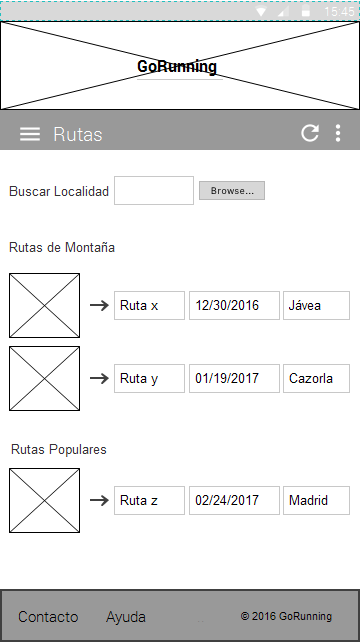 15:45
GoRunning
Rutas
Buscar Localidad Browse...
Rutas de Montaña
Ruta x 12/30/2016 Jávea
Ruta y 01/19/2017 Cazorla
Rutas Populares
Ruta z 02/24/2017 Madrid
Contacto Ayuda © 2016 GoRunning